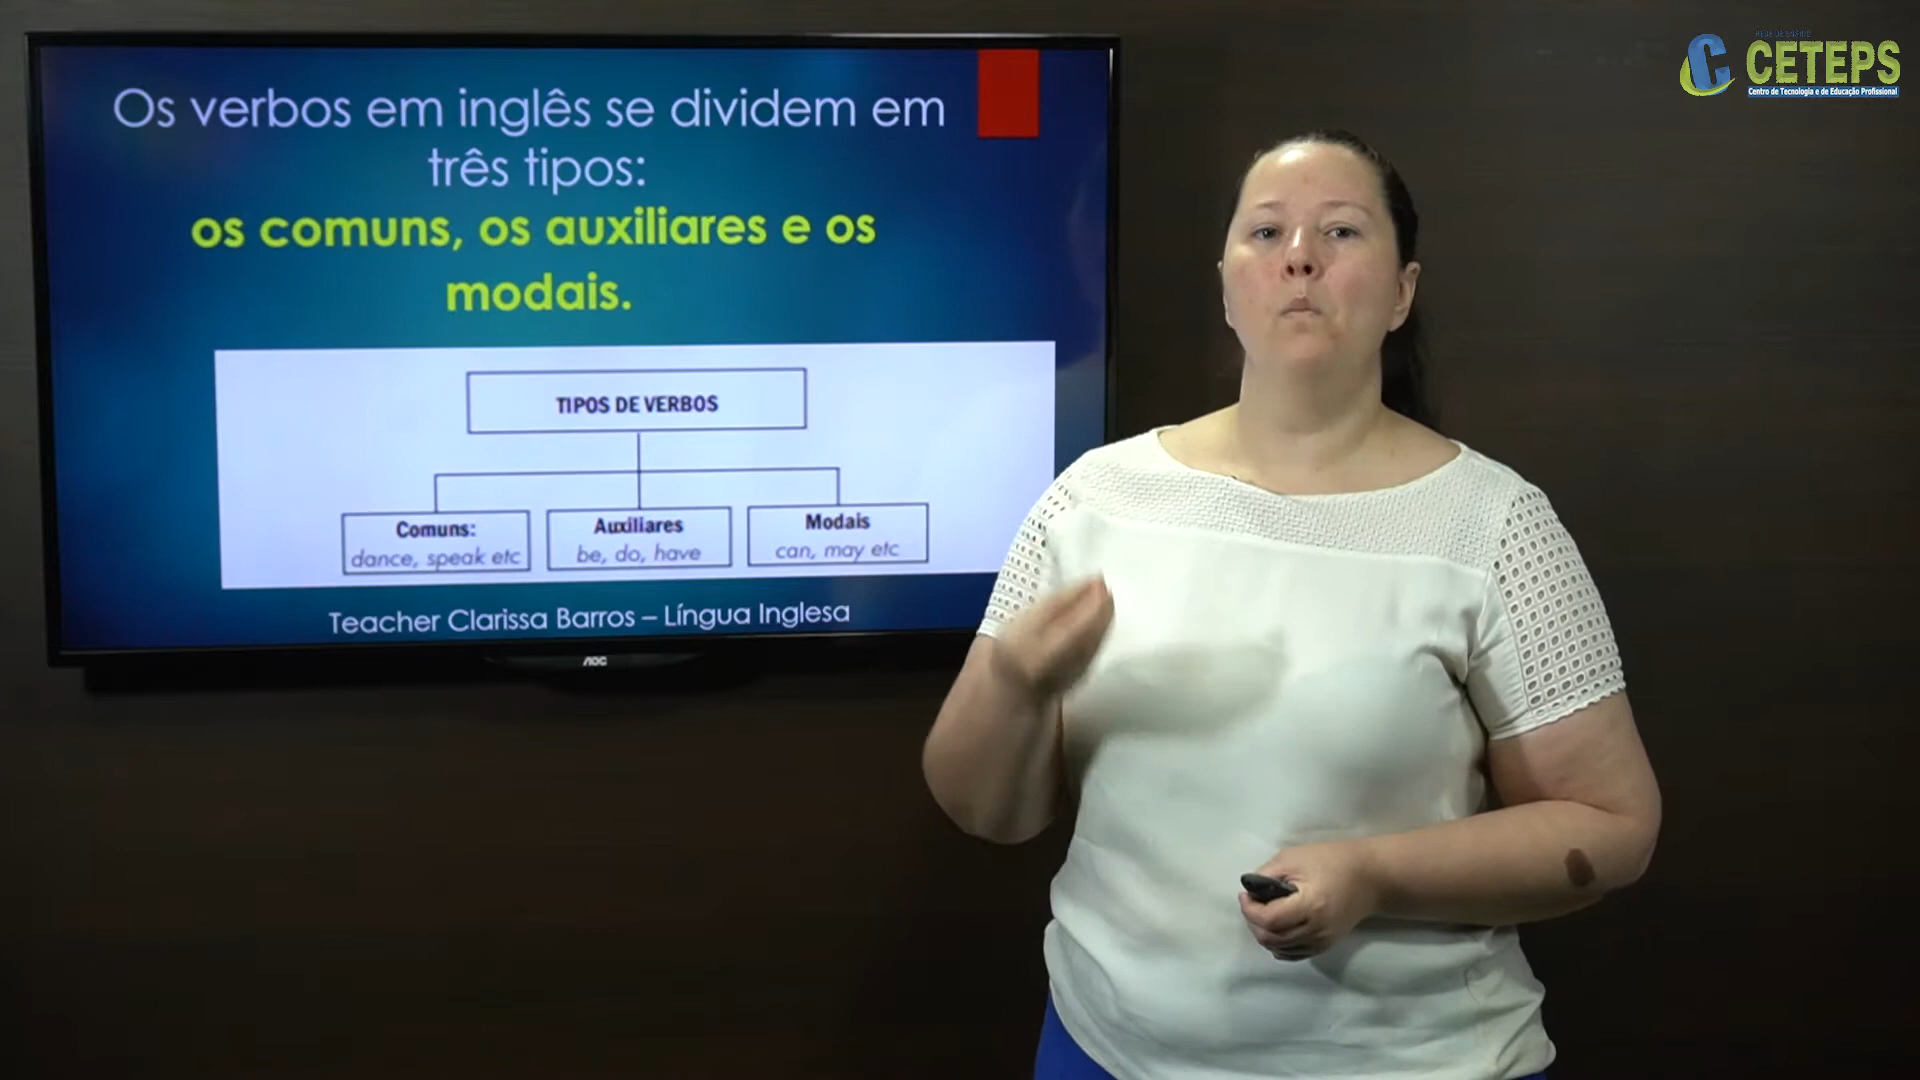 CETEPS
Centro de Tecnologia e de Educação Profissional
Os verbos em inglês se dividem em
três tipos:
os comuns, os auxiliares e os
modais.
TIPOS DE VERBOS
Comuns:
dance, speak etc
Auxiliares
be, do, have
Modais
can, may etc
Teacher Clarissa Barros – Língua Inglesa
AOC